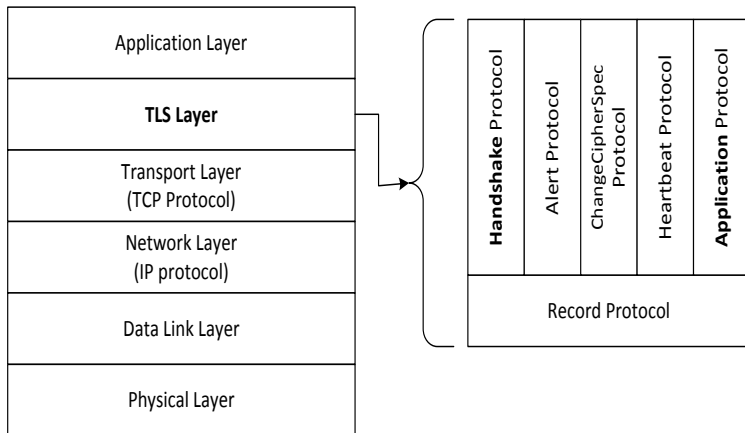 Application Layer
TLS Layer
Transport Layer
(TCP Protocol)
Network Layer
(IP protocol)
Data Link Layer
Physical Layer
Handshake Protocol
Alert Protocol
ChangeCipherSpec
Protocol
Heartbeat Protocol
Application Protocol
Record Protocol